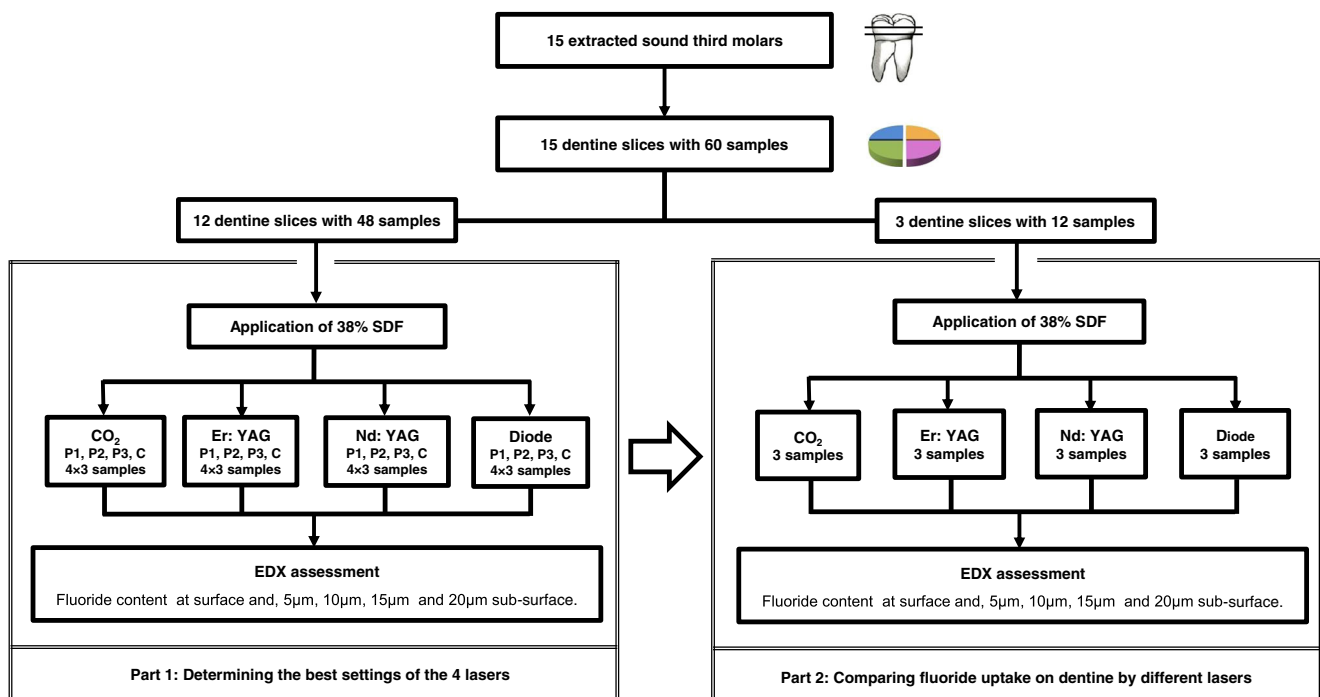 15 extracted sound third molars
15 dentine slices with 60 samples
12 dentine slices with 48 samples
3 dentine slices with 12 samples
Application of 38% SDF
CO₂
P1, P2, P3, C
4×3 samples
Er: YAG
P1, P2, P3, C
4×3 samples
Nd: YAG
P1, P2, P3, C
4×3 samples
Diode
P1, P2, P3, C
4×3 samples
EDX assessment
Fluoride content at surface and, 5µm, 10µm, 15µm and 20µm sub-surface.
Part 1: Determining the best settings of the 4 lasers
Application of 38% SDF
CO₂
3 samples
Er: YAG
3 samples
Nd: YAG
3 samples
Diode
3 samples
EDX assessment
Fluoride content at surface and, 5µm, 10µm, 15µm and 20µm sub-surface.
Part 2: Comparing fluoride uptake on dentine by different lasers